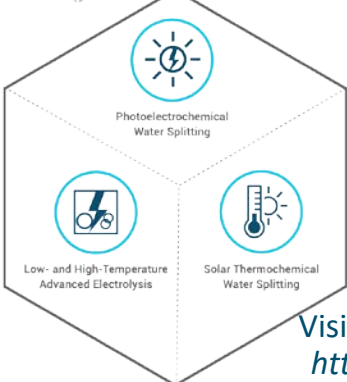 Photoelectrochemical
Water Splitting
Low- and High-Temperature
Advanced Electrolysis
Solar Thermochemical
Water Splitting
Visi
htt